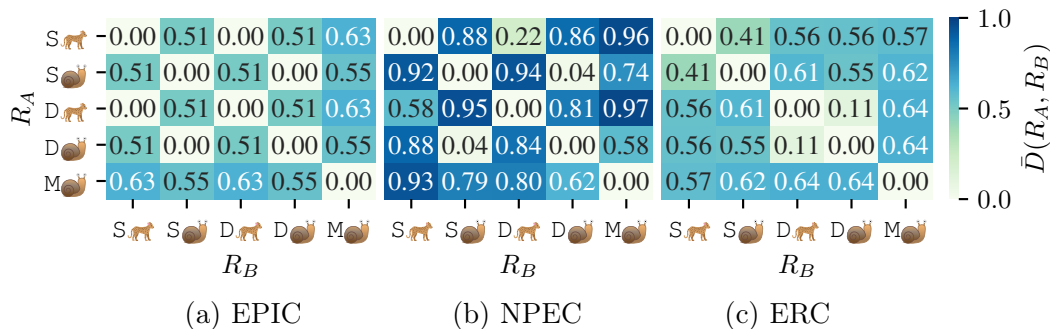 S🐆 0.00 0.51 0.00 0.51 0.63 0.00 0.88 0.22 0.86 0.96 0.00 0.41 0.56 0.56 0.57 1.0
S🐌 0.51 0.00 0.51 0.00 0.55 0.92 0.00 0.94 0.04 0.74 0.41 0.00 0.61 0.55 0.62
R_A D🐆 0.00 0.51 0.00 0.51 0.63 0.58 0.95 0.00 0.81 0.97 0.56 0.61 0.00 0.11 0.64 0.5 D̄(R_A, R_B)
D🐌 0.51 0.00 0.51 0.00 0.55 0.88 0.04 0.84 0.00 0.58 0.56 0.55 0.11 0.00 0.64
M🐌 0.63 0.55 0.63 0.55 0.00 0.93 0.79 0.80 0.62 0.00 0.57 0.62 0.64 0.64 0.00 0.0
S🐆 S🐌 D🐆 D🐌 M🐌 S🐆 S🐌 D🐆 D🐌 M🐌 S🐆 S🐌 D🐆 D🐌 M🐌
R_B R_B R_B
(a) EPIC (b) NPEC (c) ERC